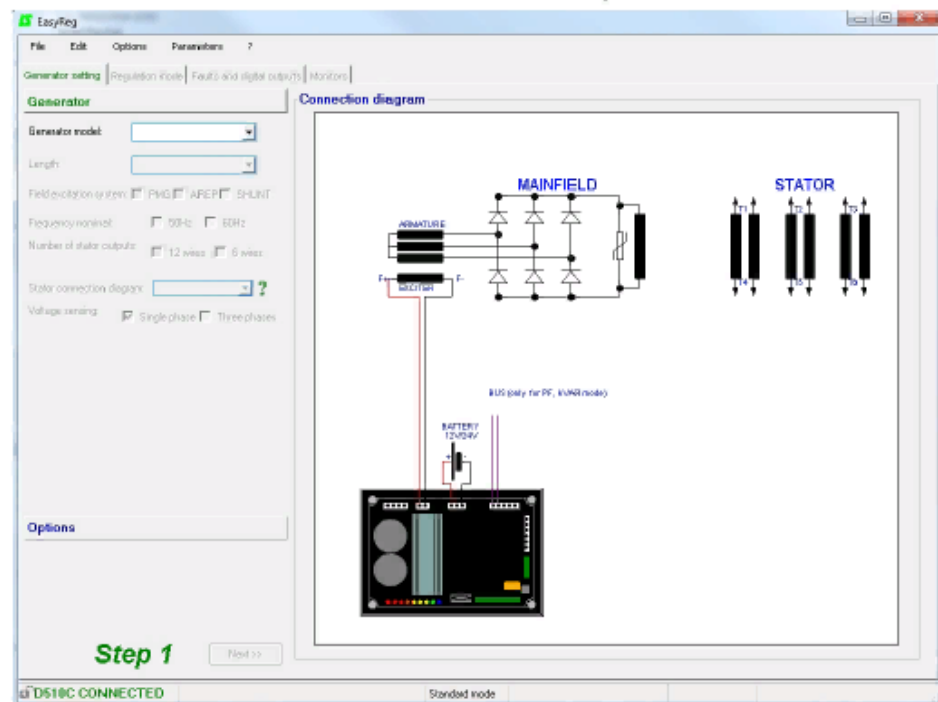 EasyReg
File Edit Options Parameters ?
Generator setting Regulation mode Faults and digital outputs Monitors
Generator
Generator model:
Length:
Field excitation system: PMG AREP SHUNT
Frequency nominal: 50Hz 60Hz
Number of stator outputs: 12 wires 6 wires
Stator connection diagram: ?
Voltage sensing: Single phase Three phases
Options
Step 1 Next >>
Connection diagram
MAINFIELD STATOR
ARMATURE
T1 T2 T3
F+ F-
EXCITER
T4 T5 T6
BUS (only for PF, kVAR mode)
BATTERY
12V/24V
+ -
D510C CONNECTED Standard mode